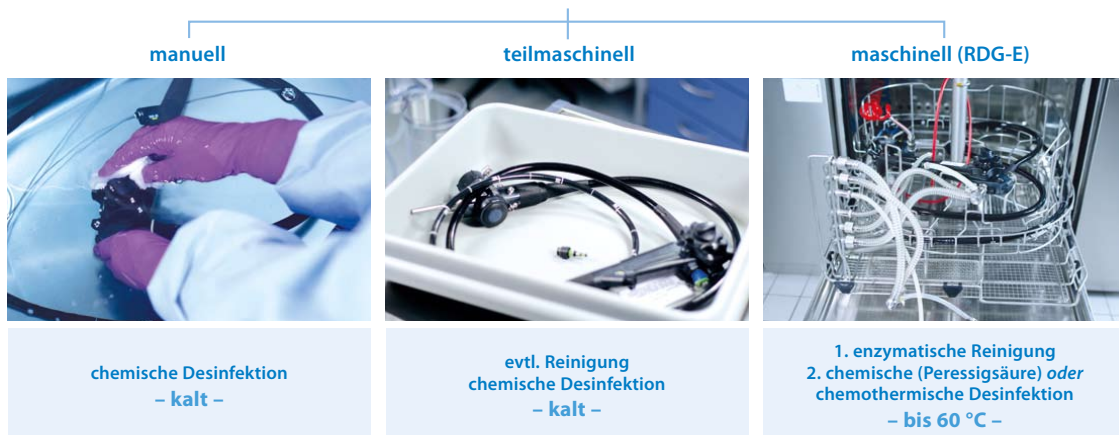 manuell
teilmaschinell
maschinell (RDG-E)
chemische Desinfektion
– kalt –
evtl. Reinigung
chemische Desinfektion
– kalt –
1. enzymatische Reinigung
2. chemische (Peressigsäure) oder
chemothermische Desinfektion
– bis 60 °C –